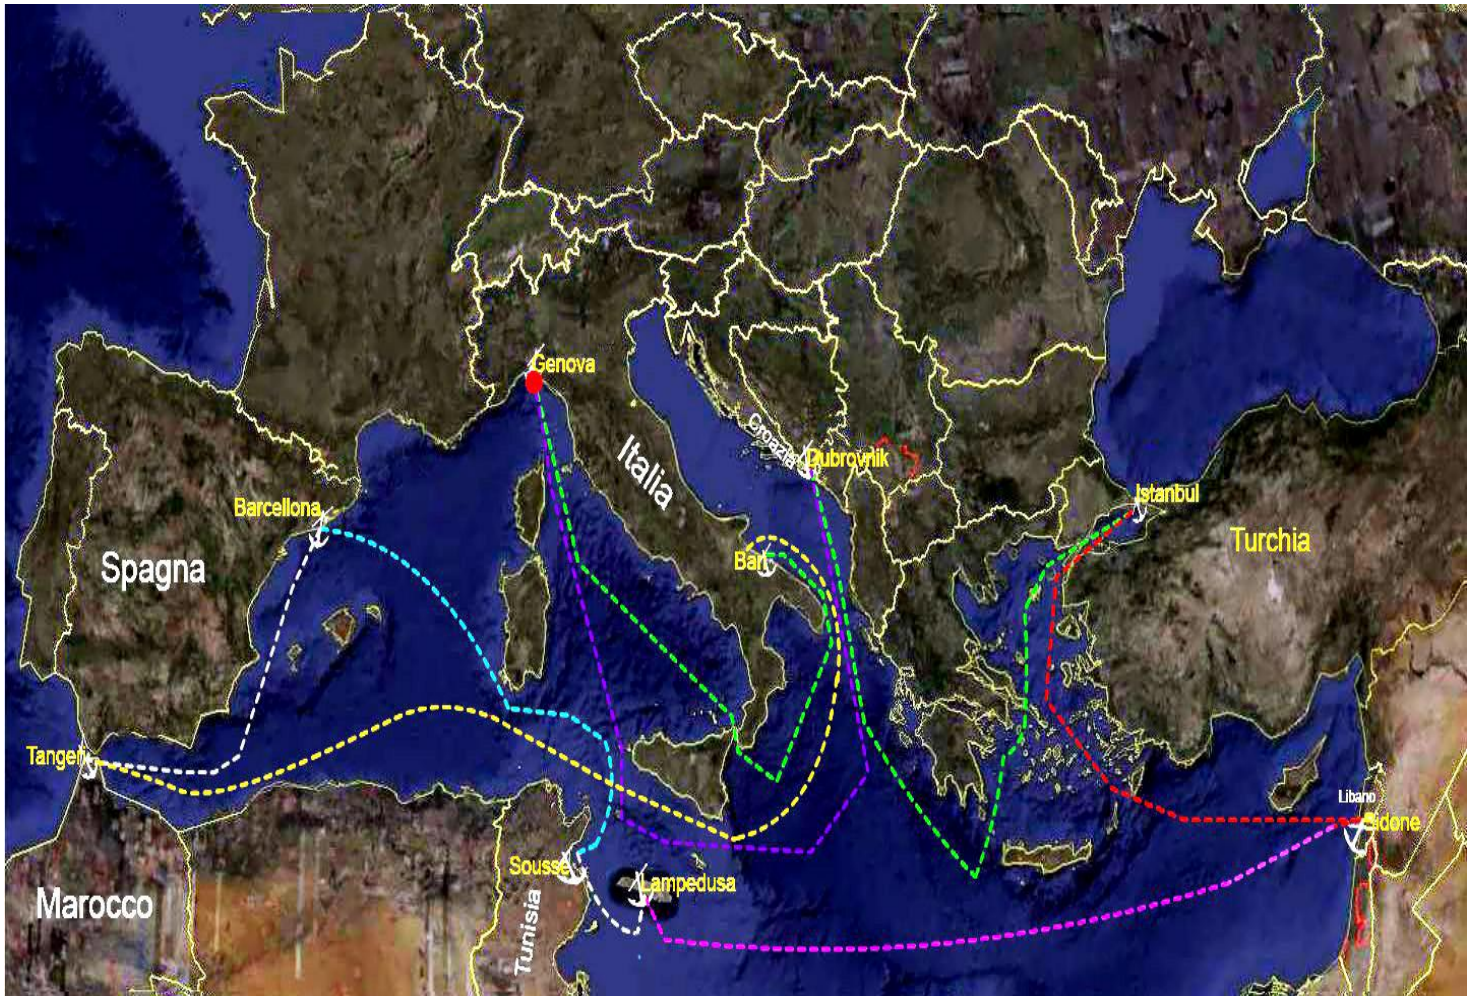 Genova
Italia
Croazia
Dubrovnik
Istanbul
Barcellona
Turchia
Bari
Spagna
Tangeri
Libano
Sidone
Sousse
Lampedusa
Marocco
Tunisia